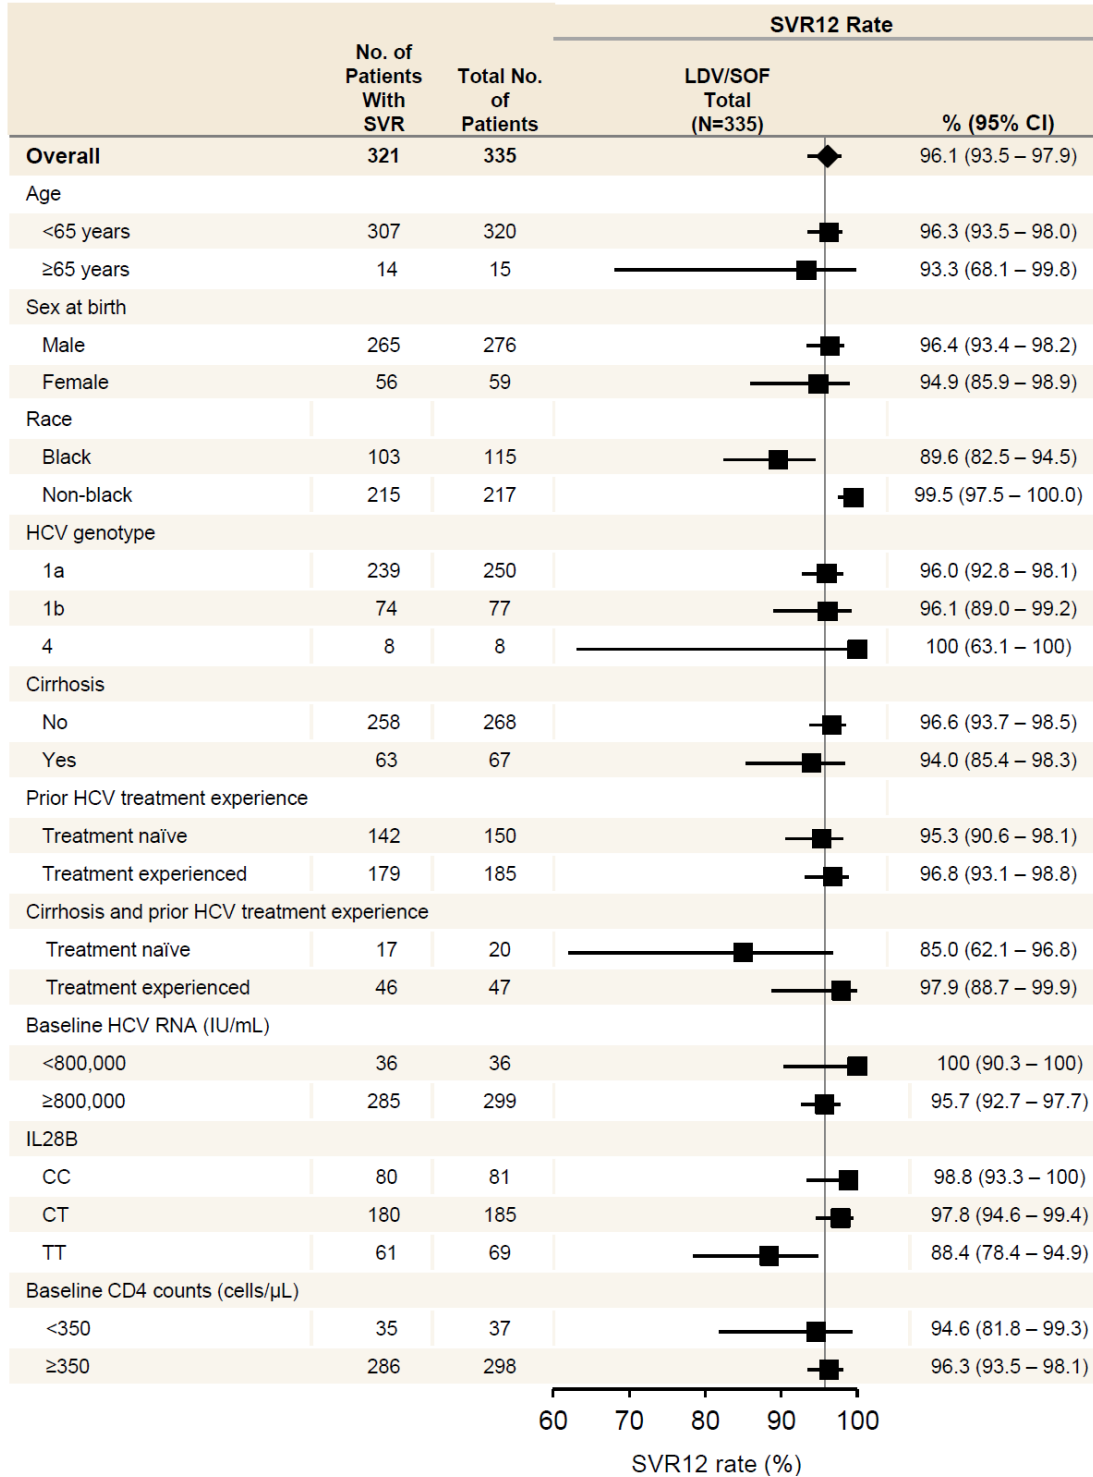 SVR12 Rate
No. of Patients With SVR Total No. of Patients LDV/SOF Total (N=335) % (95% CI)
Overall 321 335 96.1 (93.5 – 97.9)
Age
<65 years 307 320 96.3 (93.5 – 98.0)
≥65 years 14 15 93.3 (68.1 – 99.8)
Sex at birth
Male 265 276 96.4 (93.4 – 98.2)
Female 56 59 94.9 (85.9 – 98.9)
Race
Black 103 115 89.6 (82.5 – 94.5)
Non-black 215 217 99.5 (97.5 – 100.0)
HCV genotype
1a 239 250 96.0 (92.8 – 98.1)
1b 74 77 96.1 (89.0 – 99.2)
4 8 8 100 (63.1 – 100)
Cirrhosis
No 258 268 96.6 (93.7 – 98.5)
Yes 63 67 94.0 (85.4 – 98.3)
Prior HCV treatment experience
Treatment naïve 142 150 95.3 (90.6 – 98.1)
Treatment experienced 179 185 96.8 (93.1 – 98.8)
Cirrhosis and prior HCV treatment experience
Treatment naïve 17 20 85.0 (62.1 – 96.8)
Treatment experienced 46 47 97.9 (88.7 – 99.9)
Baseline HCV RNA (IU/mL)
<800,000 36 36 100 (90.3 – 100)
≥800,000 285 299 95.7 (92.7 – 97.7)
IL28B
CC 80 81 98.8 (93.3 – 100)
CT 180 185 97.8 (94.6 – 99.4)
TT 61 69 88.4 (78.4 – 94.9)
Baseline CD4 counts (cells/µL)
<350 35 37 94.6 (81.8 – 99.3)
≥350 286 298 96.3 (93.5 – 98.1)
60 70 80 90 100
SVR12 rate (%)